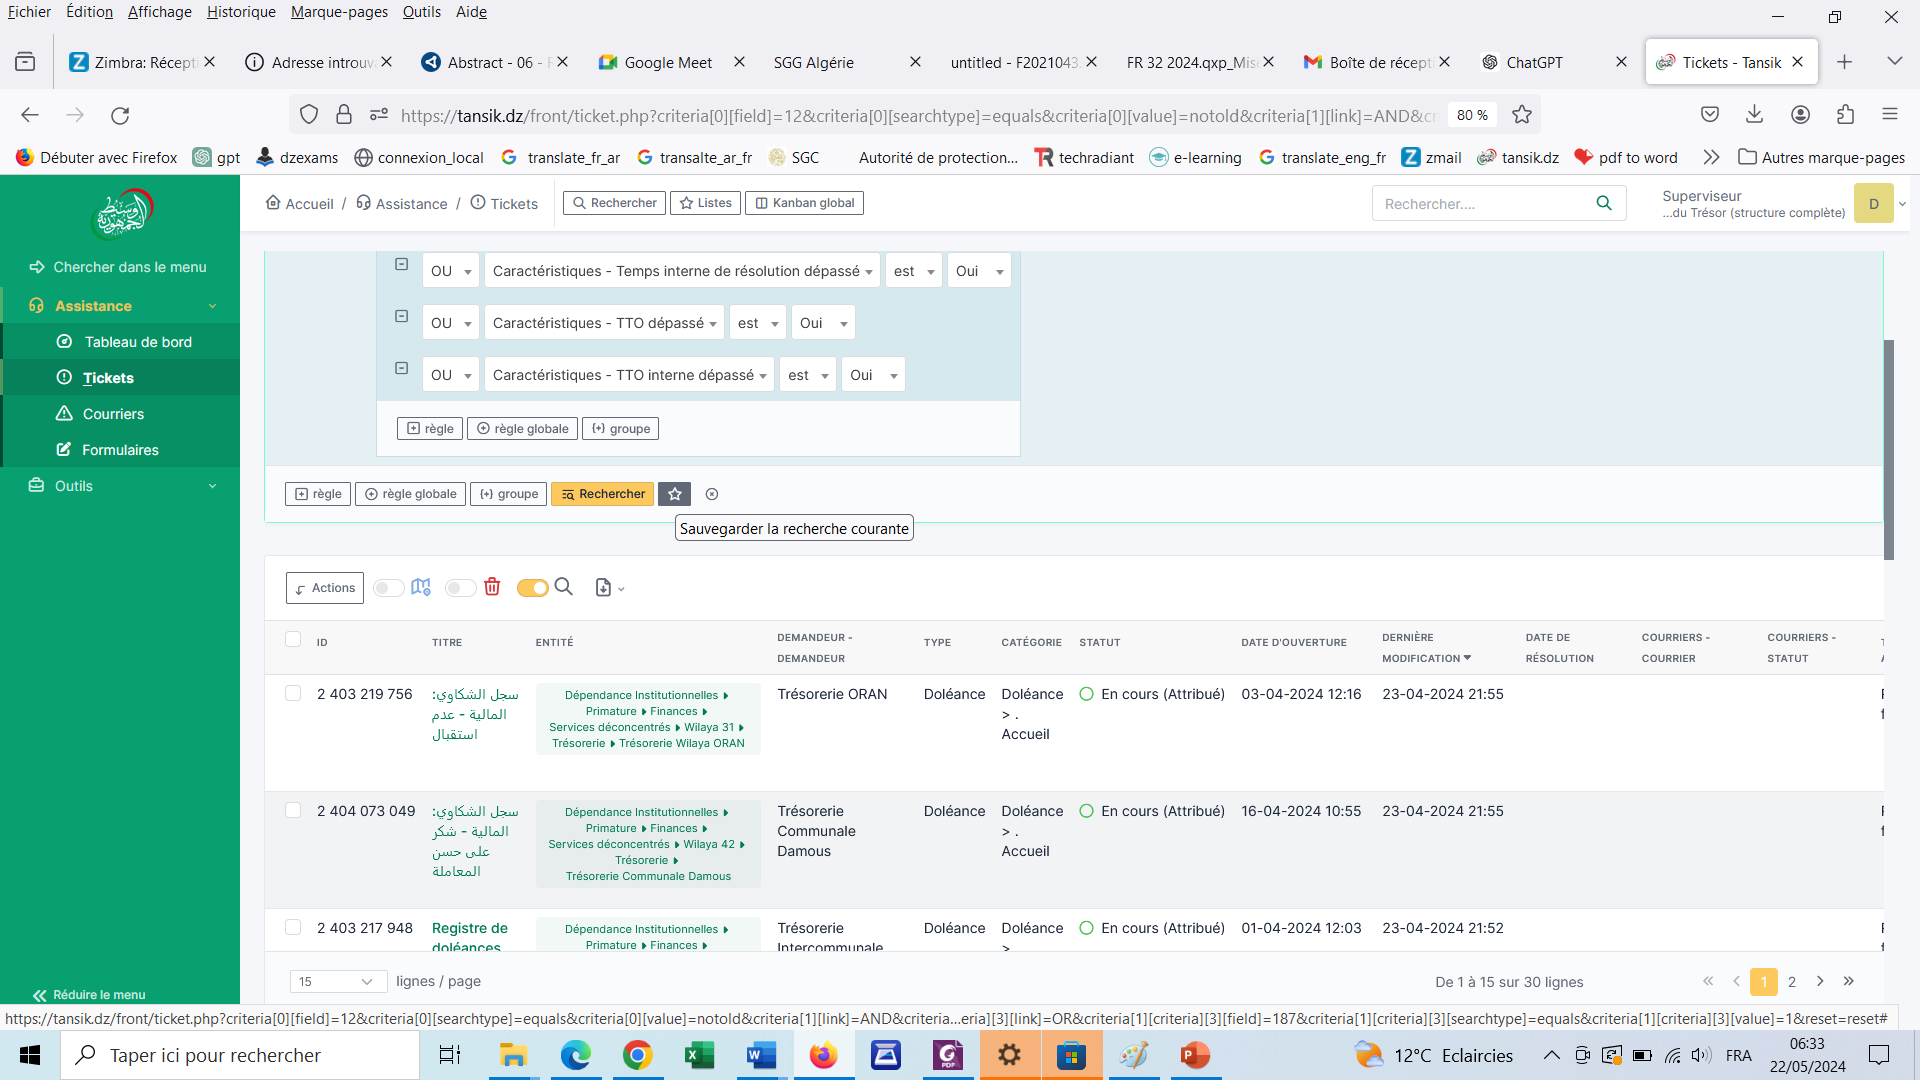 Fichier Édition Affichage Historique Marque-pages Outils Aide
Zimbra: Récepti
Adresse introuv
Abstract - 06 -
Google Meet
SGG Algérie
untitled - F2021043
FR 32 2024.qxp_Mis
Boîte de récept
ChatGPT
Tickets - Tansik
https://tansik.dz/front/ticket.php?criteria[0][field]=12&criteria[0][searchtype]=equals&criteria[0][value]=notold&criteria[1][link]=AND&c
80 %
Débuter avec Firefox
gpt
dzexams
connexion_local
translate_fr_ar
transalte_ar_fr
SGC
Autorité de protection...
techradiant
e-learning
translate_eng_fr
zmail
tansik.dz
pdf to word
Autres marque-pages
Accueil / Assistance / Tickets
Rechercher
Listes
Kanban global
Rechercher....
Superviseur
...du Trésor (structure complète)
D
Chercher dans le menu
Assistance
Tableau de bord
Tickets
Courriers
Formulaires
Outils
Réduire le menu
OU Caractéristiques - Temps interne de résolution dépassé est Oui
OU Caractéristiques - TTO dépassé est Oui
OU Caractéristiques - TTO interne dépassé est Oui
règle règle globale groupe
règle règle globale groupe Rechercher
Sauvegarder la recherche courante
Actions
ID TITRE ENTITÉ DEMANDEUR - DEMANDEUR TYPE CATÉGORIE STATUT DATE D'OUVERTURE DERNIÈRE MODIFICATION DATE DE RÉSOLUTION COURRIERS - COURRIER COURRIERS - STATUT
2 403 219 756
سجل الشكاوي:
المالية - عدم
استقبال
Dépendance Institutionnelles
Primature Finances
Services déconcentrés Wilaya 31
Trésorerie Trésorerie Wilaya ORAN
Trésorerie ORAN
Doléance
Doléance
> .
Accueil
En cours (Attribué)
03-04-2024 12:16
23-04-2024 21:55
2 404 073 049
سجل الشكاوي:
المالية - شكر
على حسن
المعاملة
Dépendance Institutionnelles
Primature Finances
Services déconcentrés Wilaya 42
Trésorerie
Trésorerie Communale Damous
Trésorerie
Communale
Damous
Doléance
Doléance
> .
Accueil
En cours (Attribué)
16-04-2024 10:55
23-04-2024 21:55
2 403 217 948
Registre de
doléances
Dépendance Institutionnelles
Primature Finances
Trésorerie
Intercommunale
Doléance
Doléance
>
En cours (Attribué)
01-04-2024 12:03
23-04-2024 21:52
15 lignes / page
De 1 à 15 sur 30 lignes
« ‹ 1 2 › »
https://tansik.dz/front/ticket.php?criteria[0][field]=12&criteria[0][searchtype]=equals&criteria[0][value]=notold&criteria[1][link]=AND&criteria...eria][3][link]=OR&criteria[1][criteria][3][field]=187&criteria[1][criteria][3][searchtype]=equals&criteria[1][criteria][3][value]=1&reset=reset#
Taper ici pour rechercher
12°C Eclaircies
FRA
06:33
22/05/2024